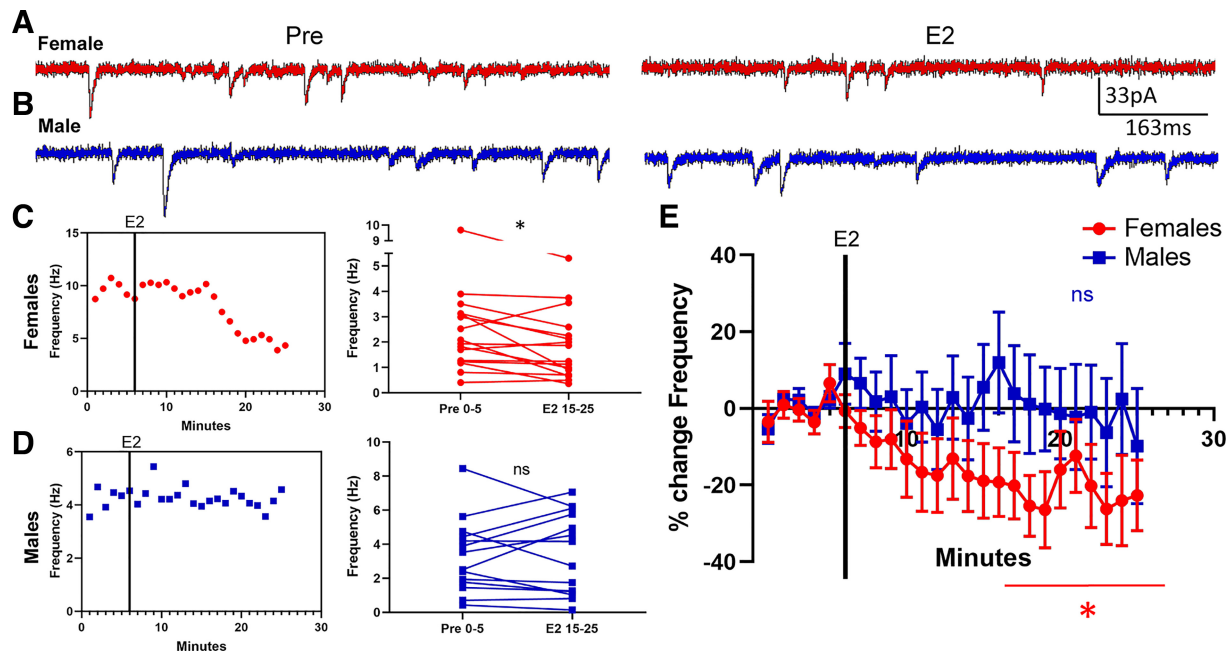 A
Female
Pre
E2
33pA
163ms
B
Male
C
E2
Females
Frequency (Hz)
15
10
5
0
0 10 20 30
Minutes
*
Frequency (Hz)
10
9
5
4
3
2
1
0
Pre 0-5 E2 15-25
D
E2
Males
Frequency (Hz)
6
4
2
0
0 10 20 30
Minutes
ns
Frequency (Hz)
10
8
6
4
2
0
Pre 0-5 E2 15-25
E
E2
Females
Males
ns
% change Frequency
40
20
0
-20
-40
10 20 30
Minutes
*